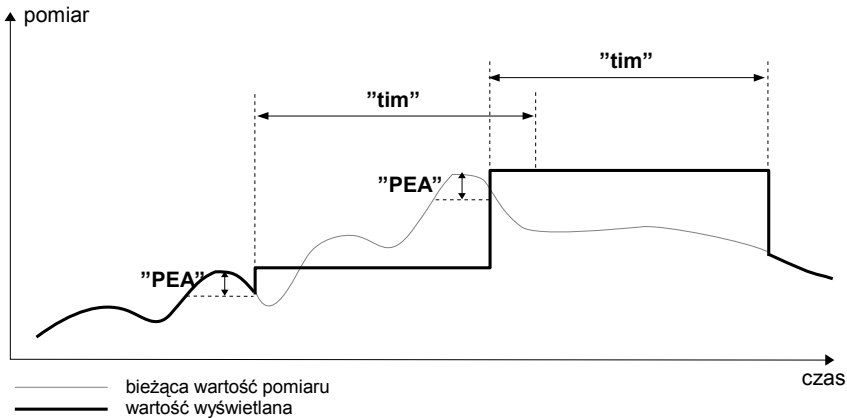 pomiar
”tim”
”tim”
”PEA”
”PEA”
czas
bieżąca wartość pomiaru
wartość wyświetlana